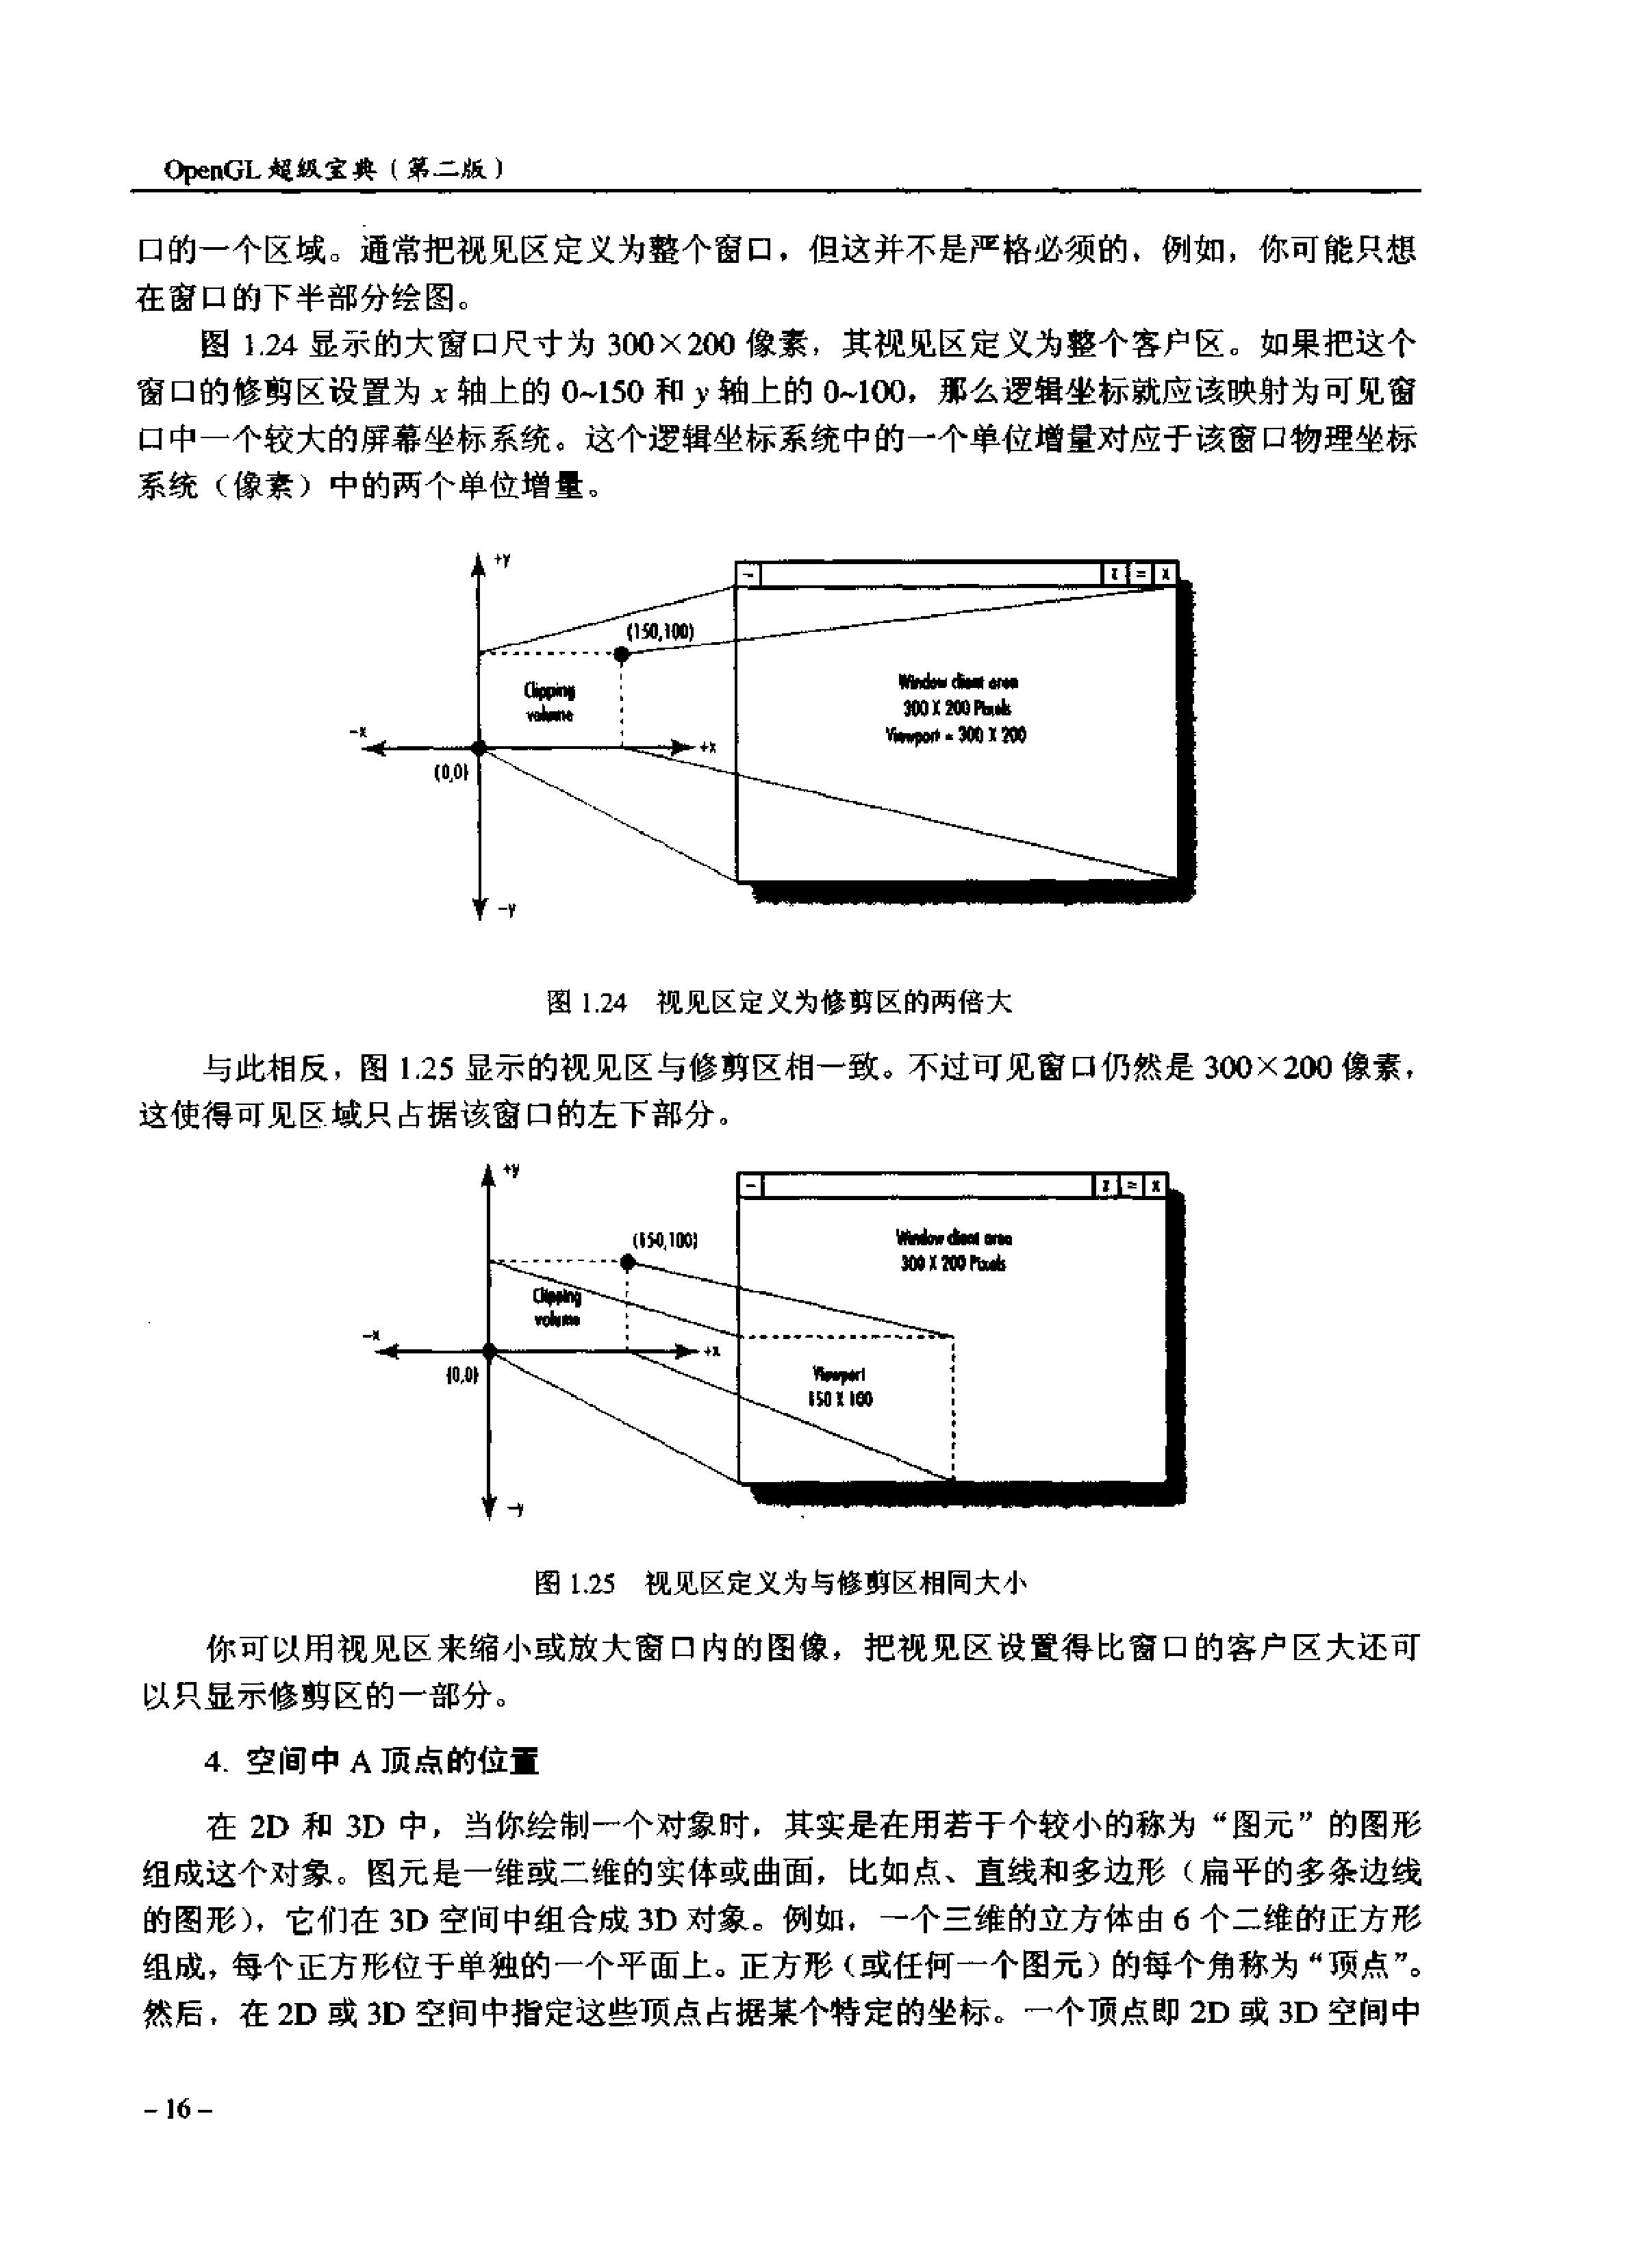 OpenGL 超级宝典（第二版）
口的一个区域。通常把视见区定义为整个窗口，但这并不是严格必须的，例如，你可能只想
在窗口的下半部分绘图。
图 1.24 显示的大窗口尺寸为 300×200 像素，其视见区定义为整个客户区。如果把这个
窗口的修剪区设置为 x 轴上的 0~150 和 y 轴上的 0~100，那么逻辑坐标就应该映射为可见窗
口中一个较大的屏幕坐标系统。这个逻辑坐标系统中的一个单位增量对应于该窗口物理坐标
系统（像素）中的两个单位增量。
+y
(150,100)
Clipping
volume
Window client area
300 X 200 Pixels
Viewport = 300 X 200
-x
+x
(0,0)
-y
图 1.24 视见区定义为修剪区的两倍大
与此相反，图 1.25 显示的视见区与修剪区相一致。不过可见窗口仍然是 300×200 像素，
这使得可见区域只占据该窗口的左下部分。
+y
(150,100)
Window client area
300 X 200 Pixels
Clipping
volume
-x
+x
(0,0)
Viewport
150 X 100
-y
图 1.25 视见区定义为与修剪区相同大小
你可以用视见区来缩小或放大窗口内的图像，把视见区设置得比窗口的客户区大还可
以只显示修剪区的一部分。
4. 空间中 A 顶点的位置
在 2D 和 3D 中，当你绘制一个对象时，其实是在用若干个较小的称为“图元”的图形
组成这个对象。图元是一维或二维的实体或曲面，比如点、直线和多边形（扁平的多条边线
的图形），它们在 3D 空间中组合成 3D 对象。例如，一个三维的立方体由 6 个二维的正方形
组成，每个正方形位于单独的一个平面上。正方形（或任何一个图元）的每个角称为“顶点”。
然后，在 2D 或 3D 空间中指定这些顶点占据某个特定的坐标。一个顶点即 2D 或 3D 空间中
- 16 -